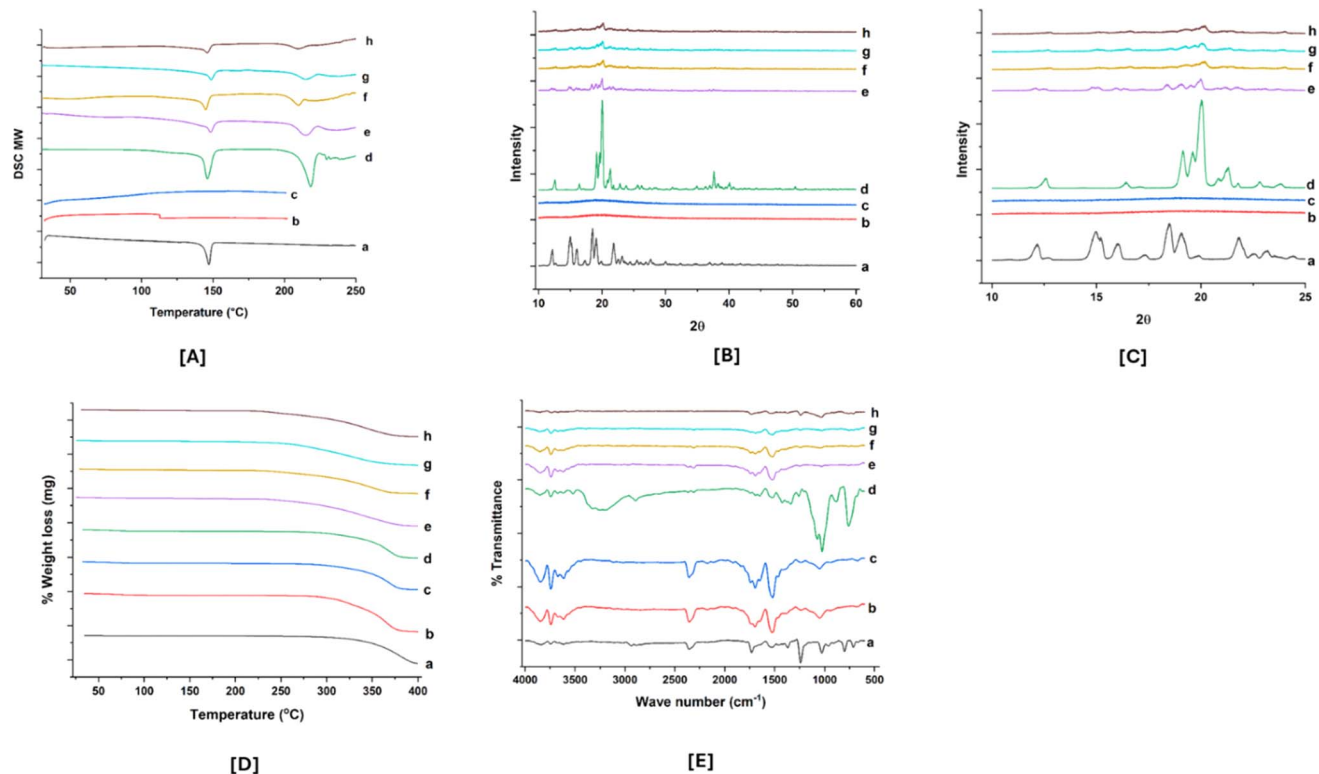 h
g
f
e
d
c
b
a
DSC MW
50 100 150 200 250
Temperature (°C)
[A]
h
g
f
e
d
c
b
a
Intensity
10 20 30 40 50 60
2θ
[B]
h
g
f
e
d
c
b
a
Intensity
10 15 20 25
2θ
[C]
h
g
f
e
d
c
b
a
% Weight loss (mg)
50 100 150 200 250 300 350 400
Temperature (°C)
[D]
h
g
f
e
d
c
b
a
% Transmittance
4000 3500 3000 2500 2000 1500 1000 500
Wave number (cm⁻¹)
[E]